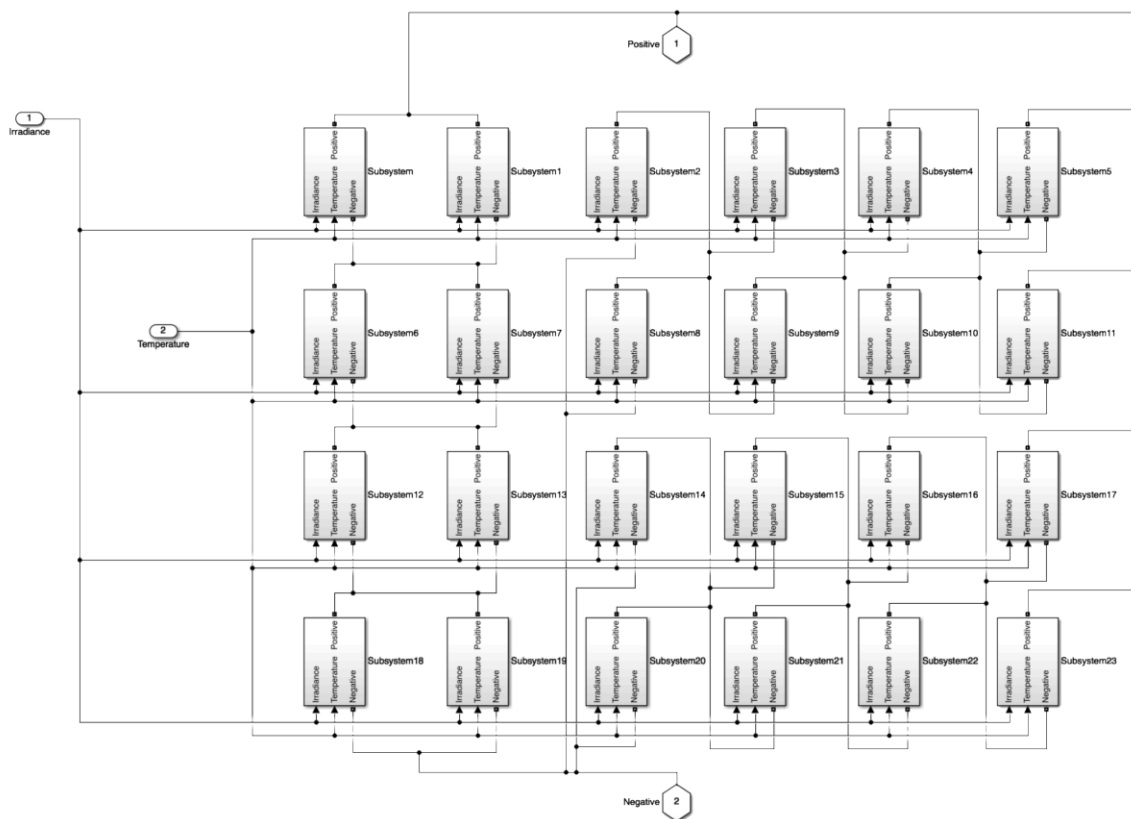 1
Positive
1
Irradiance
Irradiance
Temperature
Positive
Negative
Subsystem
Irradiance
Temperature
Positive
Negative
Subsystem1
Irradiance
Temperature
Positive
Negative
Subsystem2
Irradiance
Temperature
Positive
Negative
Subsystem3
Irradiance
Temperature
Positive
Negative
Subsystem4
Irradiance
Temperature
Positive
Negative
Subsystem5
2
Temperature
Irradiance
Temperature
Positive
Negative
Subsystem6
Irradiance
Temperature
Positive
Negative
Subsystem7
Irradiance
Temperature
Positive
Negative
Subsystem8
Irradiance
Temperature
Positive
Negative
Subsystem9
Irradiance
Temperature
Positive
Negative
Subsystem10
Irradiance
Temperature
Positive
Negative
Subsystem11
Irradiance
Temperature
Positive
Negative
Subsystem12
Irradiance
Temperature
Positive
Negative
Subsystem13
Irradiance
Temperature
Positive
Negative
Subsystem14
Irradiance
Temperature
Positive
Negative
Subsystem15
Irradiance
Temperature
Positive
Negative
Subsystem16
Irradiance
Temperature
Positive
Negative
Subsystem17
Irradiance
Temperature
Positive
Negative
Subsystem18
Irradiance
Temperature
Positive
Negative
Subsystem19
Irradiance
Temperature
Positive
Negative
Subsystem20
Irradiance
Temperature
Positive
Negative
Subsystem21
Irradiance
Temperature
Positive
Negative
Subsystem22
Irradiance
Temperature
Positive
Negative
Subsystem23
Negative
2